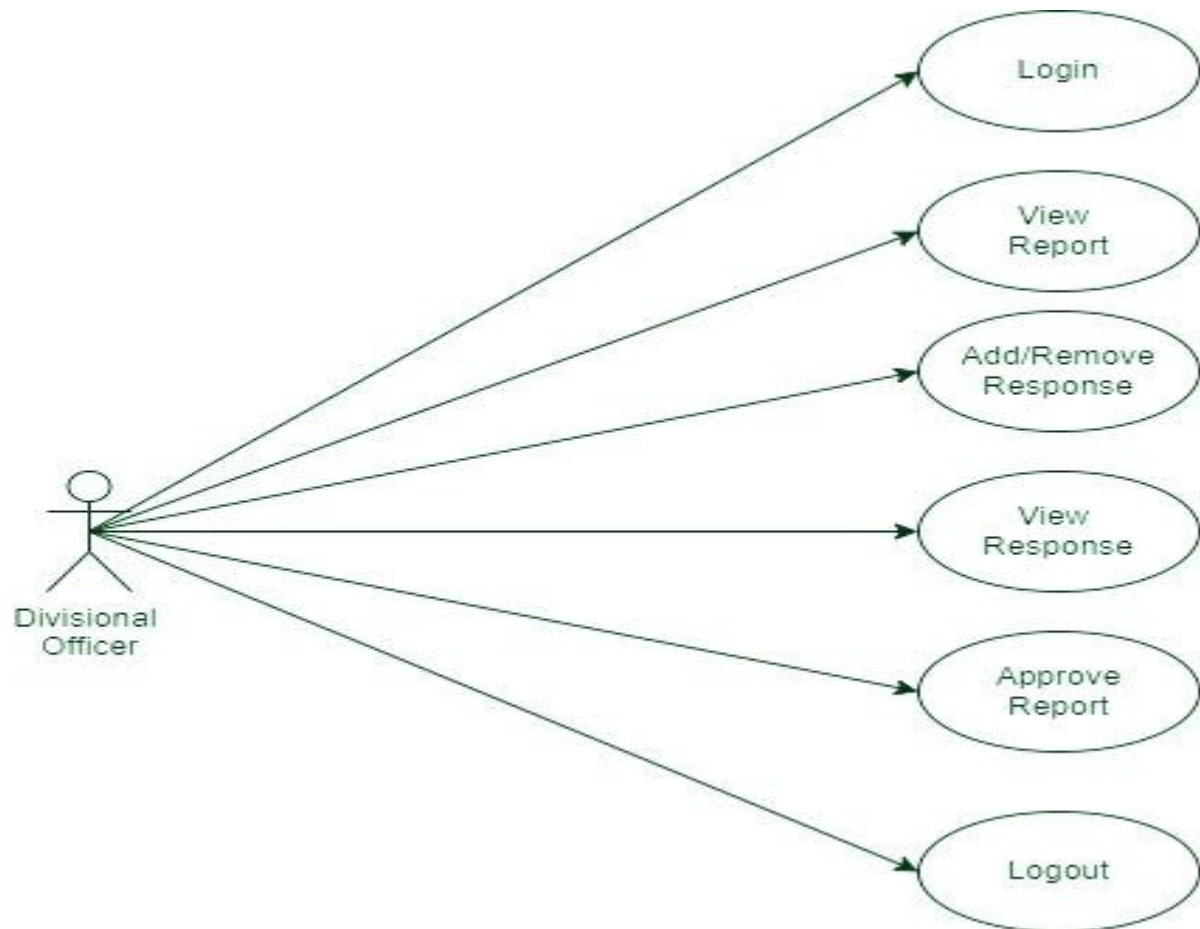 Login
View
Report
Add/Remove
Response
View
Response
Divisional
Officer
Approve
Report
Logout